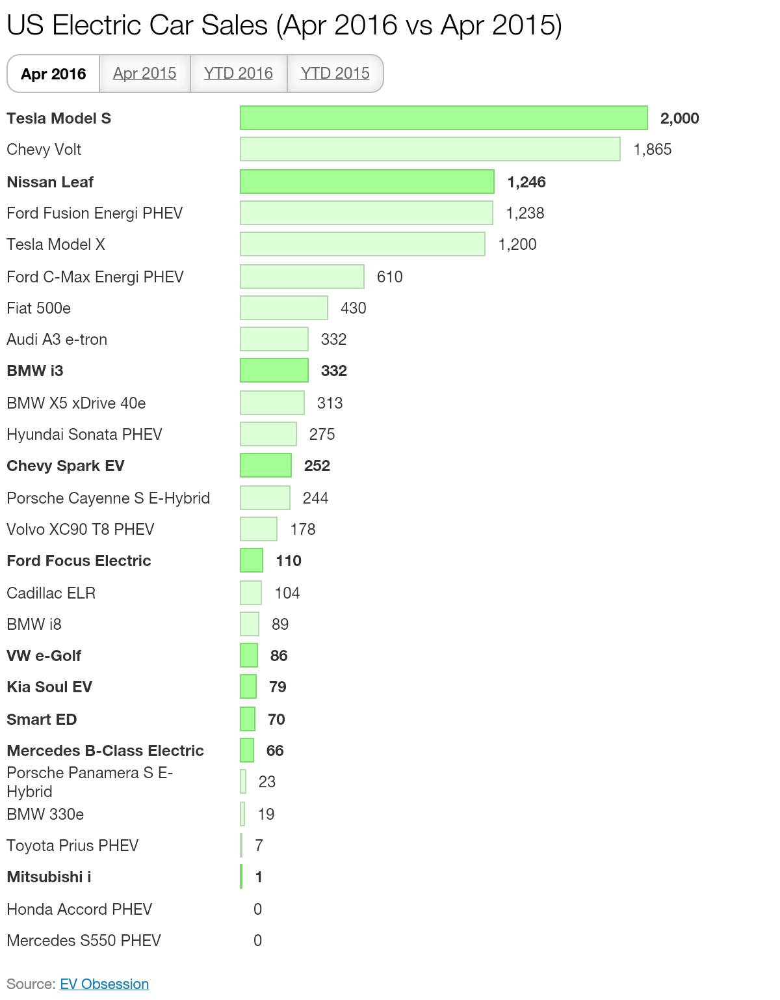 US Electric Car Sales (Apr 2016 vs Apr 2015)
Apr 2016 Apr 2015 YTD 2016 YTD 2015
Tesla Model S 2,000
Chevy Volt 1,865
Nissan Leaf 1,246
Ford Fusion Energi PHEV 1,238
Tesla Model X 1,200
Ford C-Max Energi PHEV 610
Fiat 500e 430
Audi A3 e-tron 332
BMW i3 332
BMW X5 xDrive 40e 313
Hyundai Sonata PHEV 275
Chevy Spark EV 252
Porsche Cayenne S E-Hybrid 244
Volvo XC90 T8 PHEV 178
Ford Focus Electric 110
Cadillac ELR 104
BMW i8 89
VW e-Golf 86
Kia Soul EV 79
Smart ED 70
Mercedes B-Class Electric 66
Porsche Panamera S E-
Hybrid 23
BMW 330e 19
Toyota Prius PHEV 7
Mitsubishi i 1
Honda Accord PHEV 0
Mercedes S550 PHEV 0
Source: EV Obsession